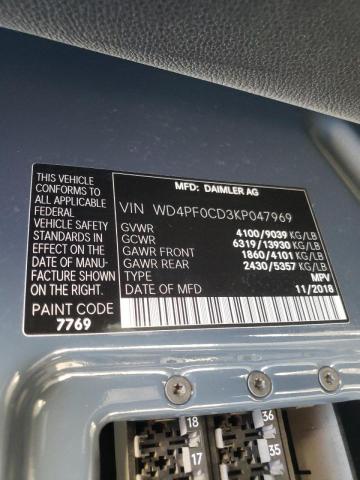 THIS VEHICLE
CONFORMS TO
ALL APPLICABLE
FEDERAL
VEHICLE SAFETY
STANDARDS IN
EFFECT ON THE
DATE OF MANU-
FACTURE SHOWN
ON THE RIGHT.
PAINT CODE
7769
MFD: DAIMLER AG
VIN WD4PF0CD3KP047969
GVWR 4100/9039 KG/LB
GCWR 6319/13930 KG/LB
GAWR FRONT 1860/4101 KG/LB
GAWR REAR 2430/5357 KG/LB
TYPE MPV
DATE OF MFD 11/2018
18
36
17
35